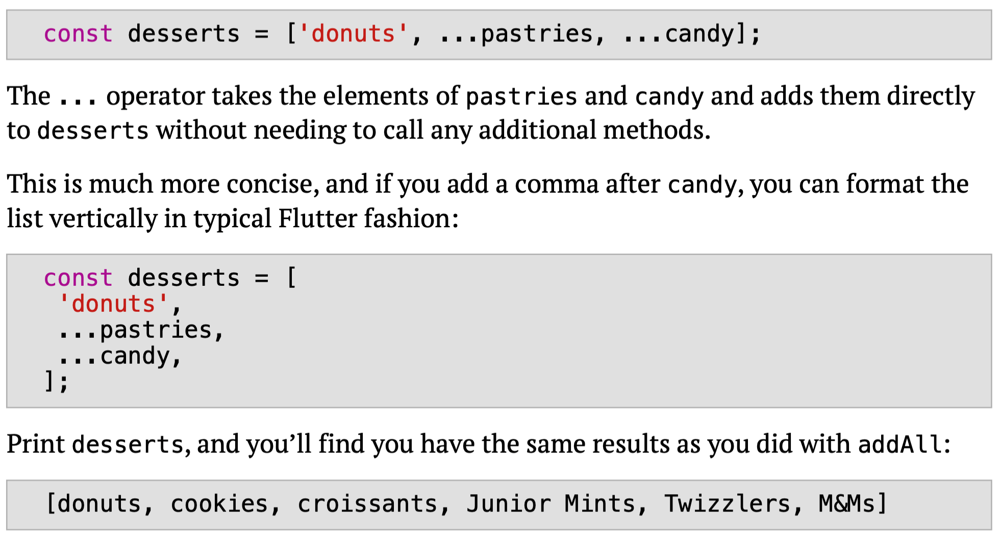 const desserts = ['donuts', ...pastries, ...candy];
The ... operator takes the elements of pastries and candy and adds them directly
to desserts without needing to call any additional methods.
This is much more concise, and if you add a comma after candy, you can format the
list vertically in typical Flutter fashion:
const desserts = [
 'donuts',
 ...pastries,
 ...candy,
];
Print desserts, and you’ll find you have the same results as you did with addAll:
[donuts, cookies, croissants, Junior Mints, Twizzlers, M&Ms]